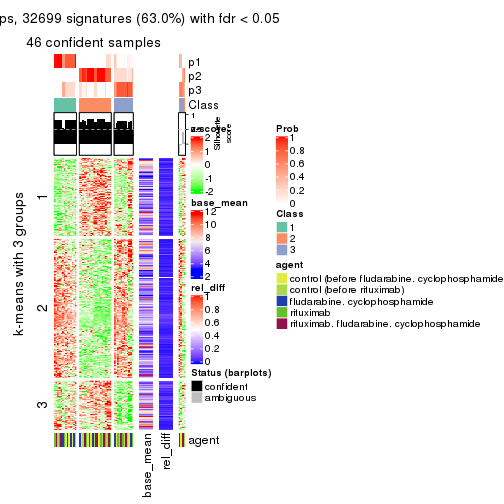 ps, 32699 signatures (63.0%) with fdr < 0.05
46 confident samples
p1
p2
p3
Class
1
Silhouette
score
z-score
2
1
0
-1
-2
base_mean
12
10
8
6
4
2
rel_diff
1
0.8
0.6
0.4
0.2
0
Status (barplots)
confident
ambiguous
Prob
1
0.8
0.6
0.4
0.2
0
Class
1
2
3
agent
control (before fludarabine. cyclophosphamide
control (before rituximab)
fludarabine. cyclophosphamide
rituximab
rituximab. fludarabine. cyclophosphamide
k-means with 3 groups
1
2
3
agent
base_mean
rel_diff